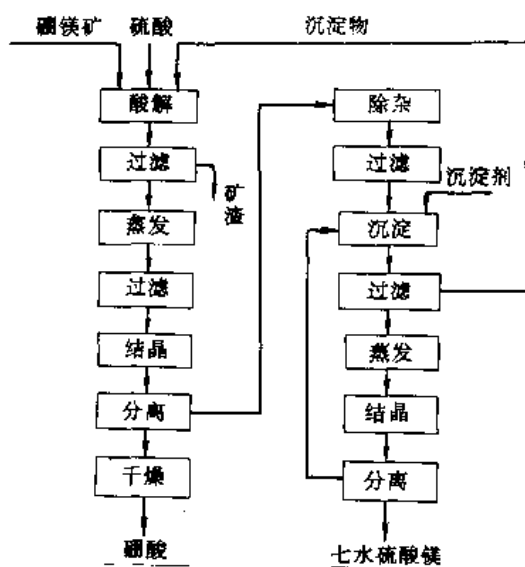 硼镁矿 硫酸 沉淀物
酸解
过滤
矿渣
蒸发
过滤
结晶
分离
干燥
硼酸
除杂
过滤
沉淀剂
沉淀
过滤
蒸发
结晶
分离
七水硫酸镁